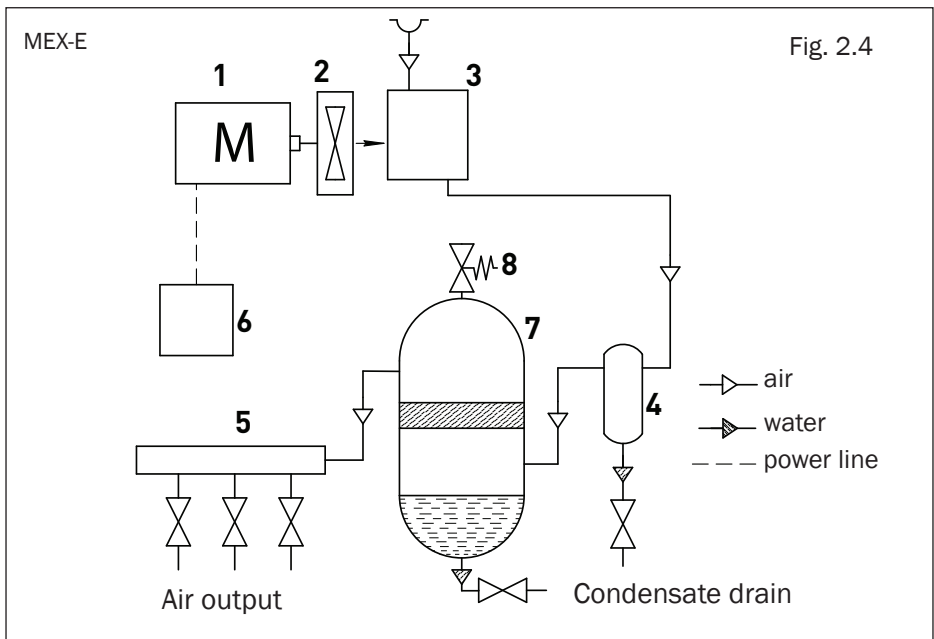 MEX-E
Fig. 2.4
1
2
3
M
8
6
7
4
air
water
power line
5
Air output
Condensate drain